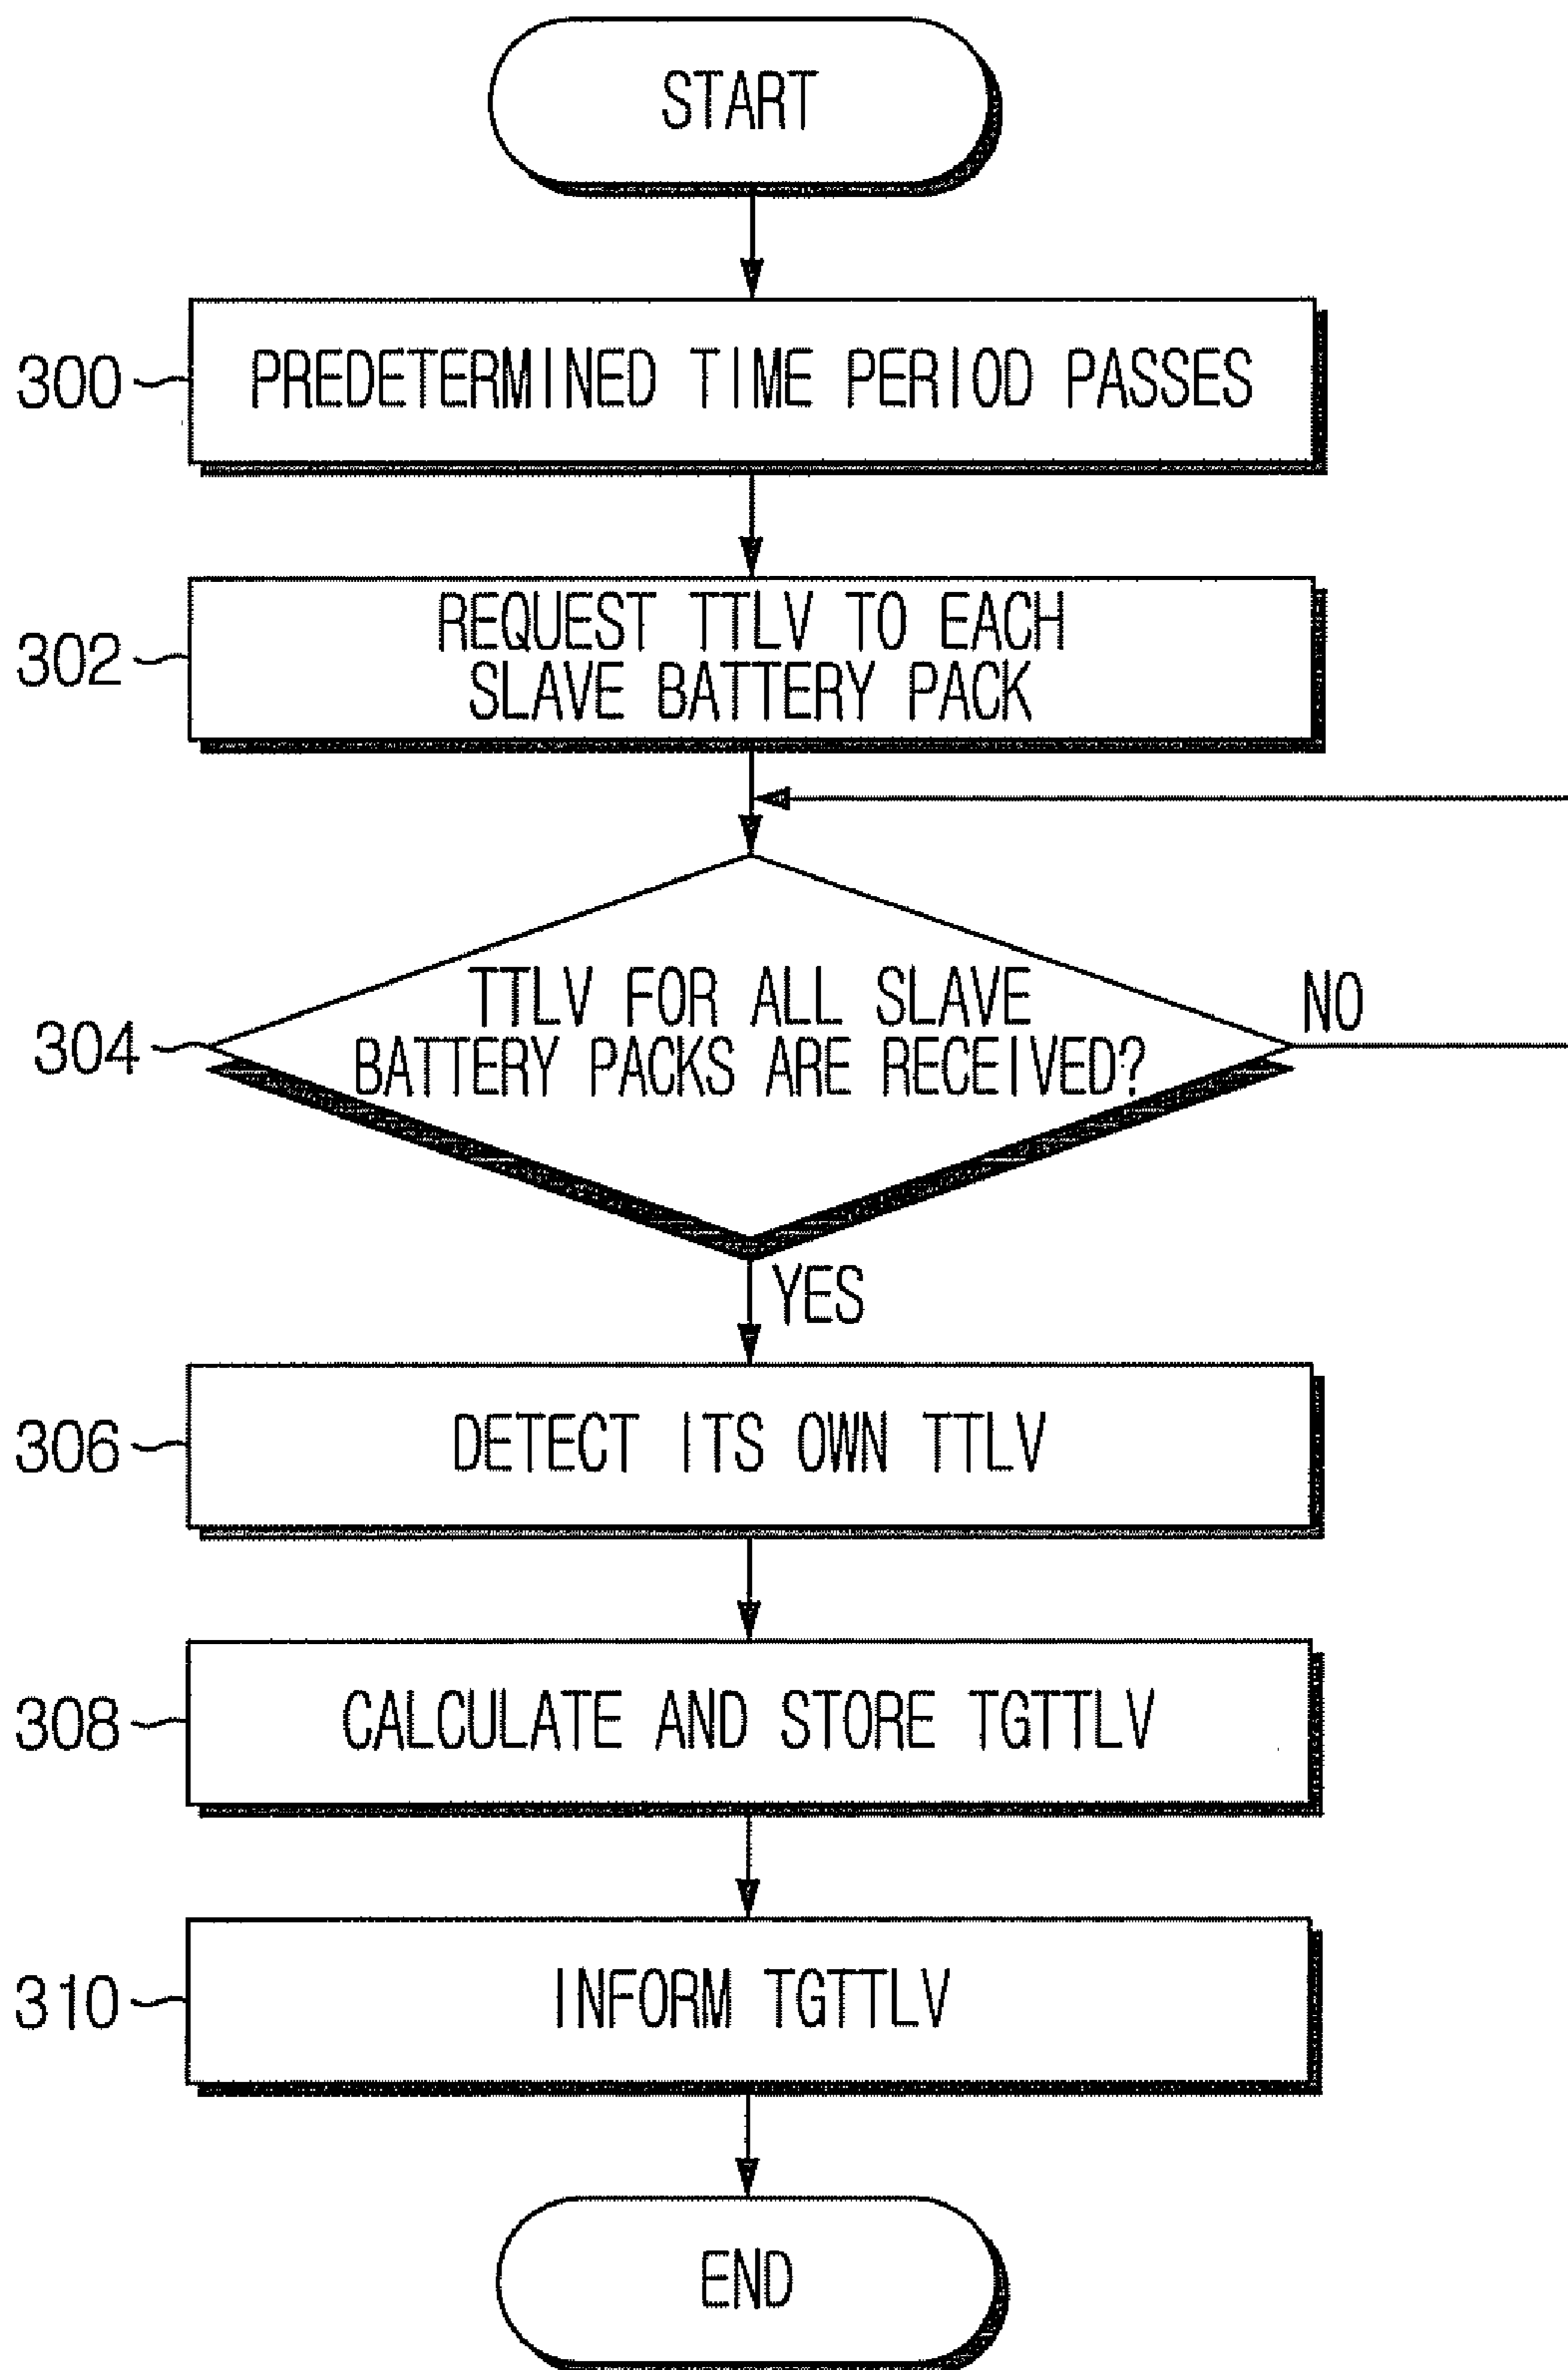 START
300
PREDETERMINED TIME PERIOD PASSES
302
REQUEST TTLV TO EACH
SLAVE BATTERY PACK
304
TTLV FOR ALL SLAVE
BATTERY PACKS ARE RECEIVED?
NO
YES
306
DETECT ITS OWN TTLV
308
CALCULATE AND STORE TGTTLV
310
INFORM TGTTLV
END